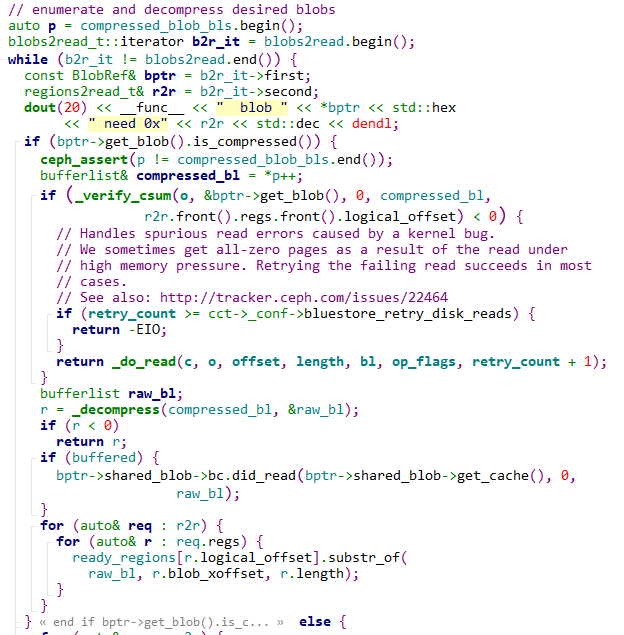 // enumerate and decompress desired blobs
auto p = compressed_blob_bls.begin();
blobs2read_t::iterator b2r_it = blobs2read.begin();
while (b2r_it != blobs2read.end()) {
const BlobRef& bptr = b2r_it->first;
regions2read_t& r2r = b2r_it->second;
dout(20) << __func__ << "  blob " << *bptr << std::hex
<< " need 0x" << r2r << std::dec << dendl;
if (bptr->get_blob().is_compressed()) {
ceph_assert(p != compressed_blob_bls.end());
bufferlist& compressed_bl = *p++;
if (_verify_csum(o, &bptr->get_blob(), 0, compressed_bl,
r2r.front().regs.front().logical_offset) < 0) {
// Handles spurious read errors caused by a kernel bug.
// We sometimes get all-zero pages as a result of the read under
// high memory pressure. Retrying the failing read succeeds in most
// cases.
// See also: http://tracker.ceph.com/issues/22464
if (retry_count >= cct->_conf->bluestore_retry_disk_reads) {
return -EIO;
}
return _do_read(c, o, offset, length, bl, op_flags, retry_count + 1);
}
bufferlist raw_bl;
r = _decompress(compressed_bl, &raw_bl);
if (r < 0)
return r;
if (buffered) {
bptr->shared_blob->bc.did_read(bptr->shared_blob->get_cache(), 0,
raw_bl);
}
for (auto& req : r2r) {
for (auto& r : req.regs) {
ready_regions[r.logical_offset].substr_of(
raw_bl, r.blob_xoffset, r.length);
}
}
} « end if bptr->get_blob().is_c... » else {